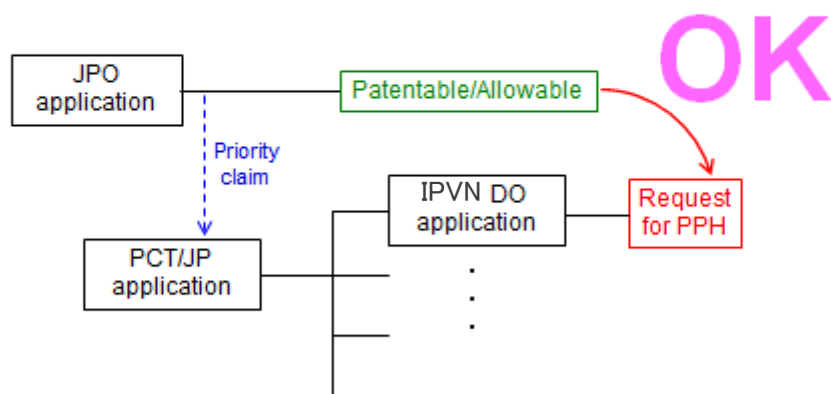 OK
JPO
application
Patentable/Allowable
Priority
claim
IPVN DO
application
Request
for PPH
PCT/JP
application